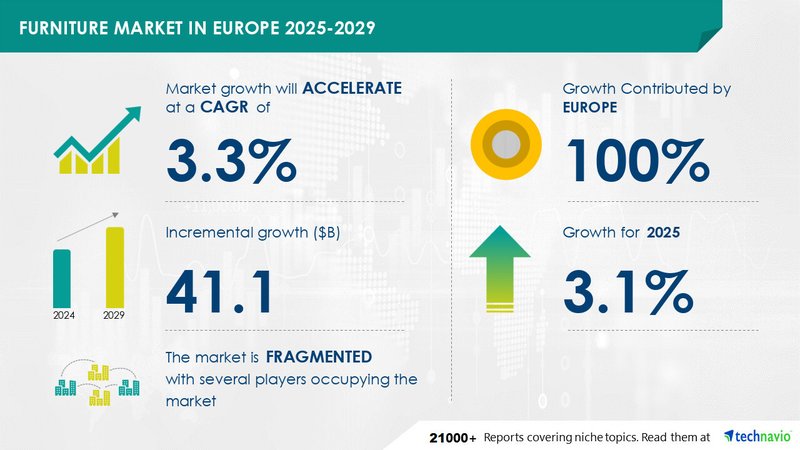 FURNITURE MARKET IN EUROPE 2025-2029
Market growth will ACCELERATE
at a CAGR of
3.3%
Incremental growth ($B)
41.1
2024 2029
The market is FRAGMENTED
with several players occupying the
market
Growth Contributed by
EUROPE
100%
Growth for 2025
3.1%
21000+ Reports covering niche topics. Read them at technavio